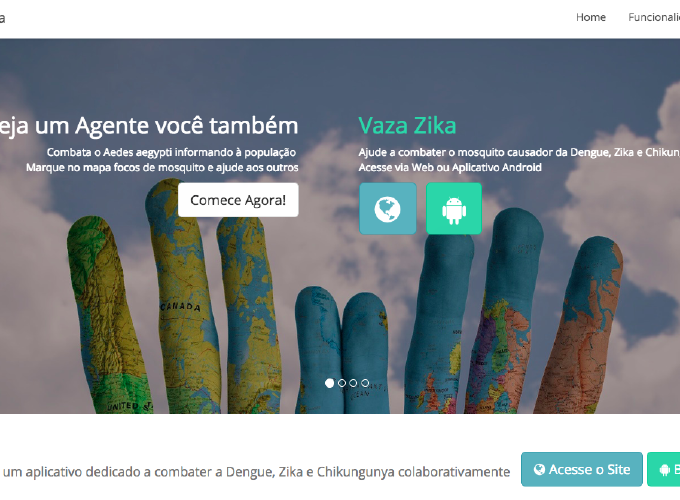 a
Home Funcionali
eja um Agente você também
Combata o Aedes aegypti informando à população
Marque no mapa focos de mosquito e ajude aos outros
Comece Agora!
Vaza Zika
Ajude a combater o mosquito causador da Dengue, Zika e Chikun
Acesse via Web ou Aplicativo Android
CANADA
UNITED ST
um aplicativo dedicado a combater a Dengue, Zika e Chikungunya colaborativamente
Acesse o Site
B